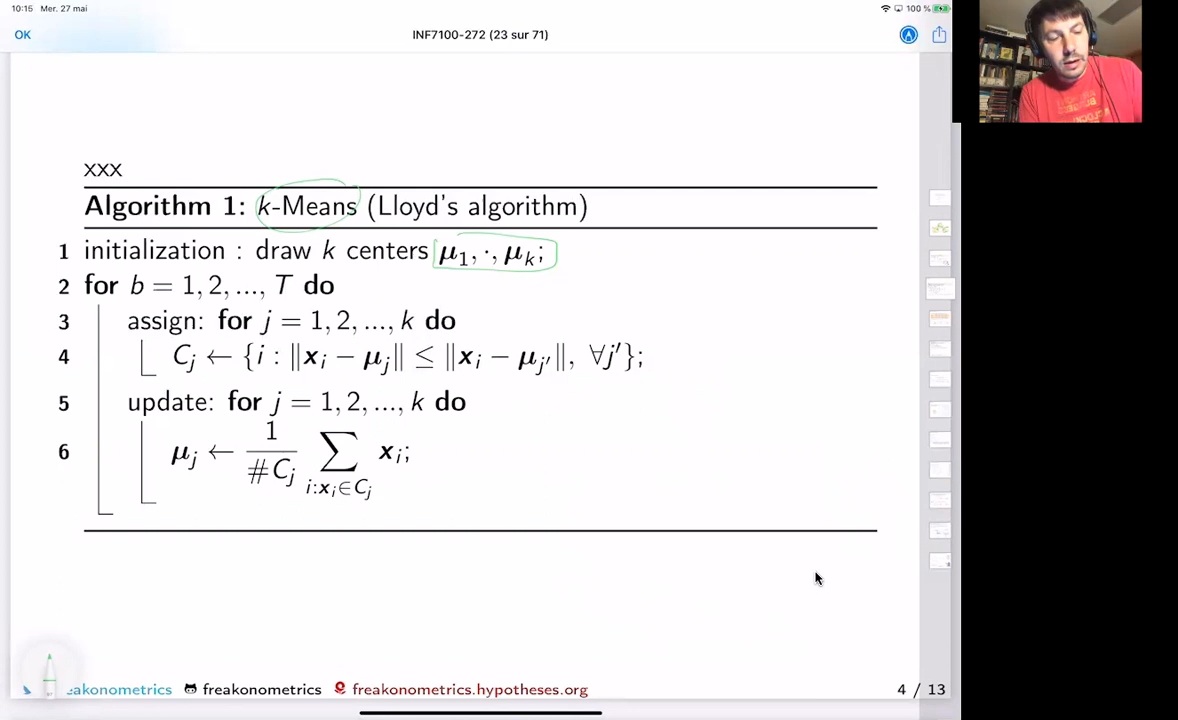 10:15 Mer. 27 mai
100 %
OK
INF7100-272 (23 sur 71)
XXX
Algorithm 1: k-Means (Lloyd's algorithm)
1 initialization : draw k centers μ₁, ·, μₖ;
2 for b = 1, 2, ..., T do
3 assign: for j = 1, 2, ..., k do
4 Cⱼ ← {i : ‖xᵢ − μⱼ‖ ≤ ‖xᵢ − μⱼ′‖, ∀j′};
5 update: for j = 1, 2, ..., k do
6 μⱼ ← 1/#Cⱼ ∑ i:xᵢ∈Cⱼ xᵢ;
akonometrics freakonometrics freakonometrics.hypotheses.org 4 / 13